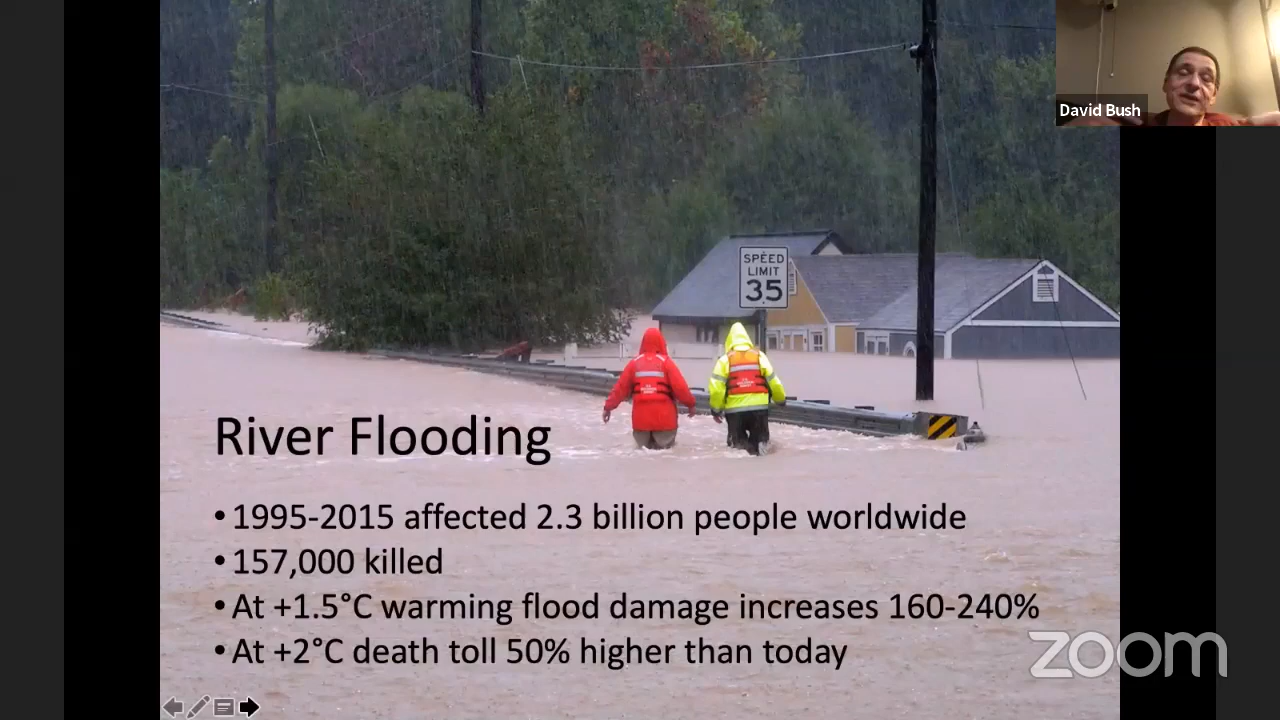 David Bush
SPEED
LIMIT
35
River Flooding
•1995-2015 affected 2.3 billion people worldwide
•157,000 killed
•At +1.5°C warming flood damage increases 160-240%
•At +2°C death toll 50% higher than today
zoom